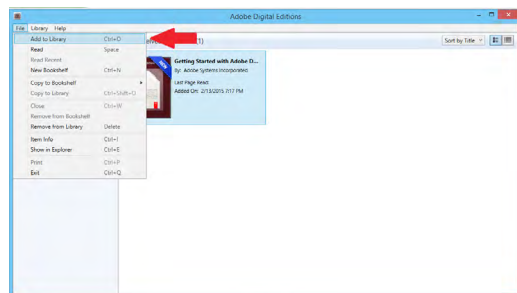 Adobe Digital Editions
File Library Help
Add to Library Ctrl+O
(1)
Sort by Title
Read Space
Read Recent
New Bookshelf Ctrl+N
Copy to Bookshelf
Copy to Library Ctrl+Shift+O
Close Ctrl+W
Remove from Bookshelf
Remove from Library Delete
Item Info Ctrl+I
Show in Explorer Ctrl+E
Print Ctrl+P
Exit Ctrl+Q
NEW
Getting Started with Adobe D...
By: Adobe Systems Incorporated
Last Page Read:
Added On: 2/13/2015 7:17 PM